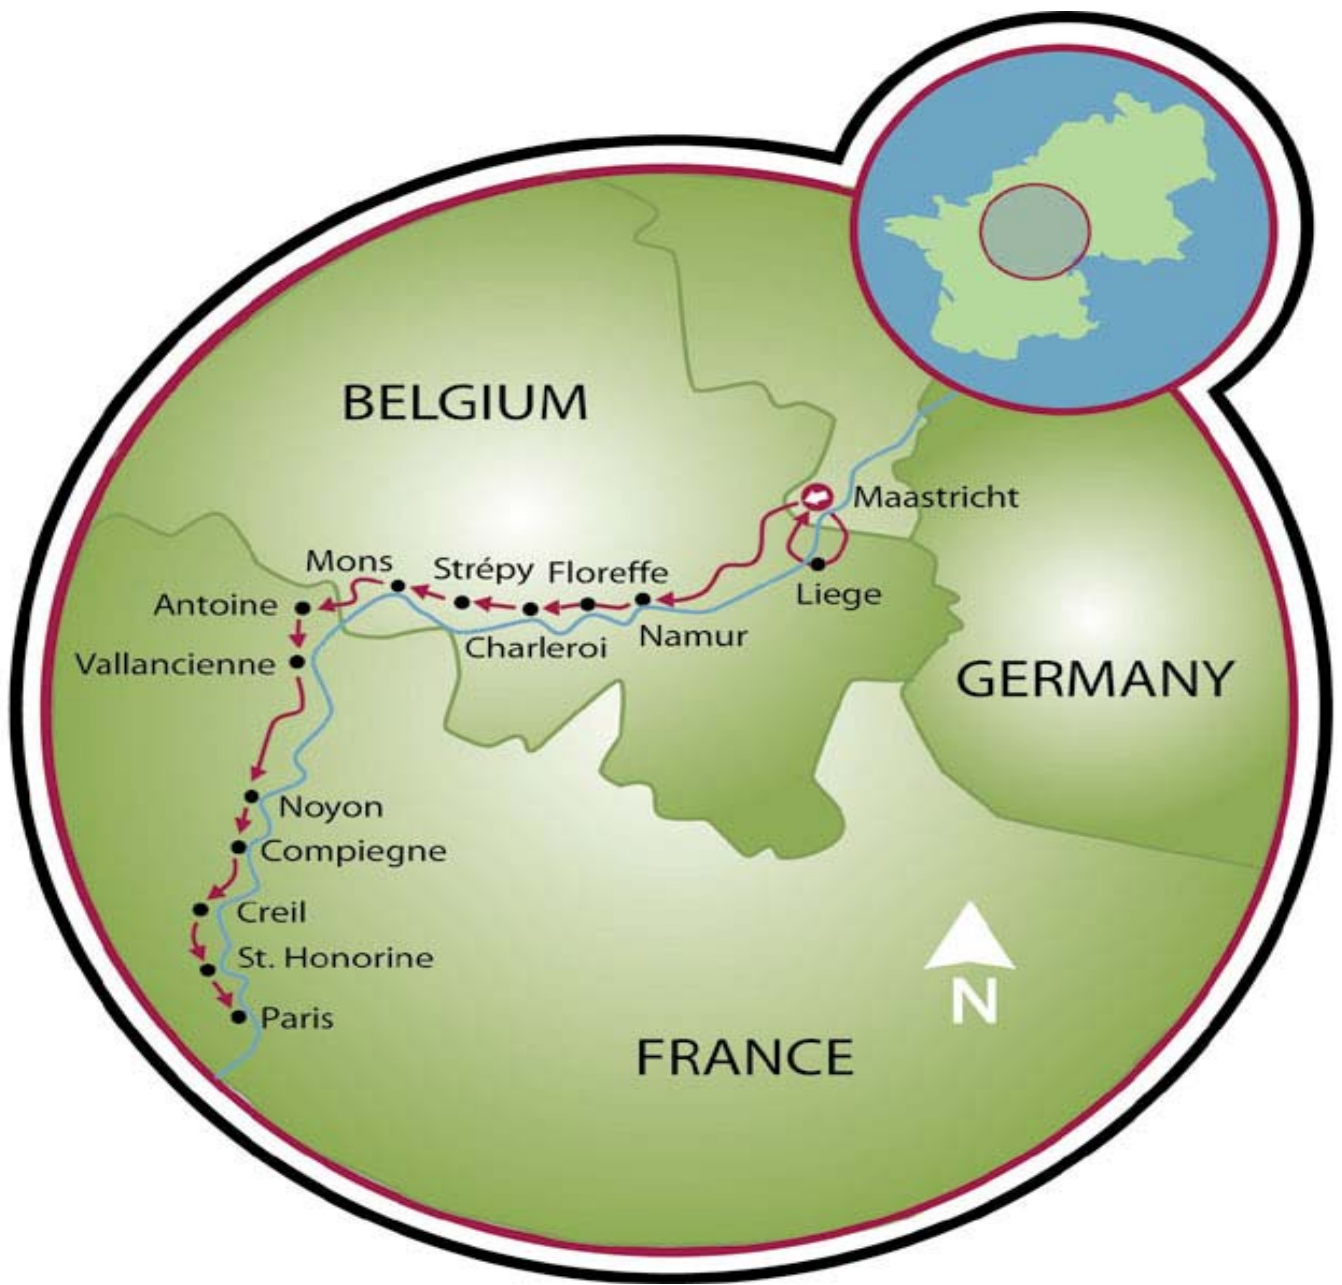 BELGIUM
Maastricht
Mons
Strépy
Floreffe
Liege
Antoine
Charleroi
Namur
Vallancienne
GERMANY
Noyon
Compiegne
Creil
St. Honorine
N
Paris
FRANCE